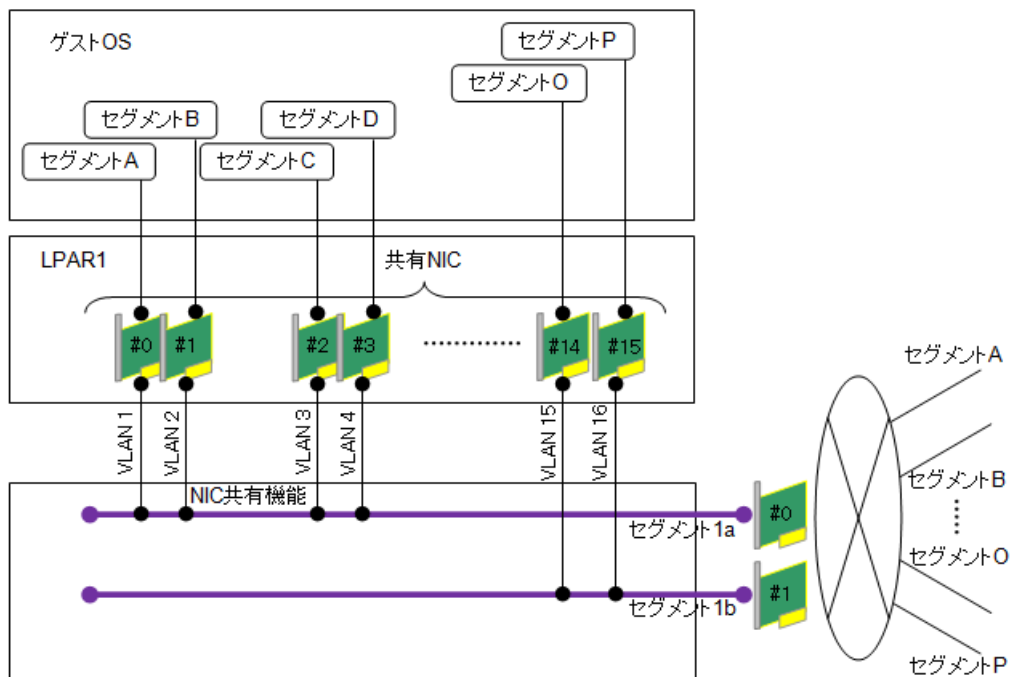 ゲストOS
セグメントP
セグメントO
セグメントB
セグメントD
セグメントA
セグメントC
LPAR1
共有NIC
#0
#1
#2
#3
#14
#15
VLAN 1
VLAN 2
VLAN 3
VLAN 4
VLAN 15
VLAN 16
NIC共有機能
セグメント1a
#0
セグメント1b
#1
セグメントA
セグメントB
セグメントO
セグメントP